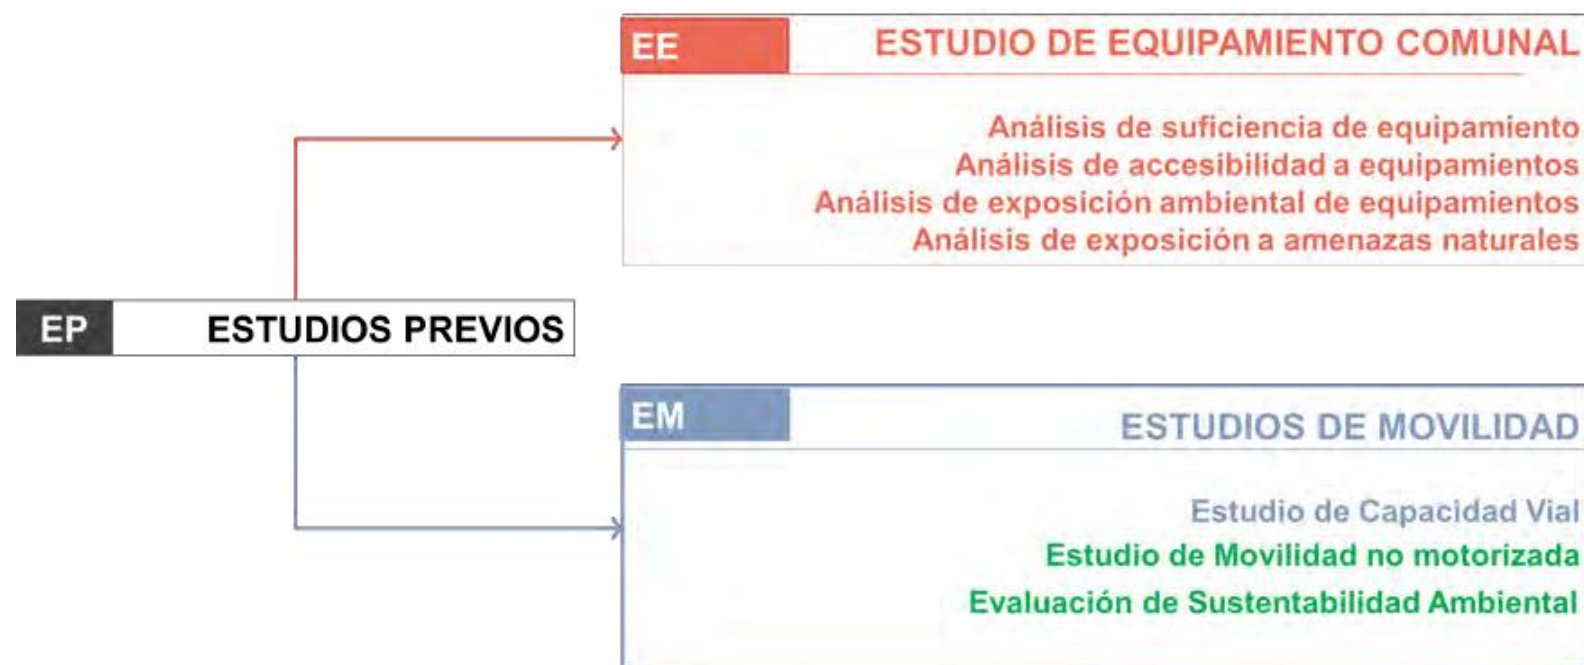 EE ESTUDIO DE EQUIPAMIENTO COMUNAL
Análisis de suficiencia de equipamiento
Análisis de accesibilidad a equipamientos
Análisis de exposición ambiental de equipamientos
Análisis de exposición a amenazas naturales
EP ESTUDIOS PREVIOS
EM ESTUDIOS DE MOVILIDAD
Estudio de Capacidad Vial
Estudio de Movilidad no motorizada
Evaluación de Sustentabilidad Ambiental